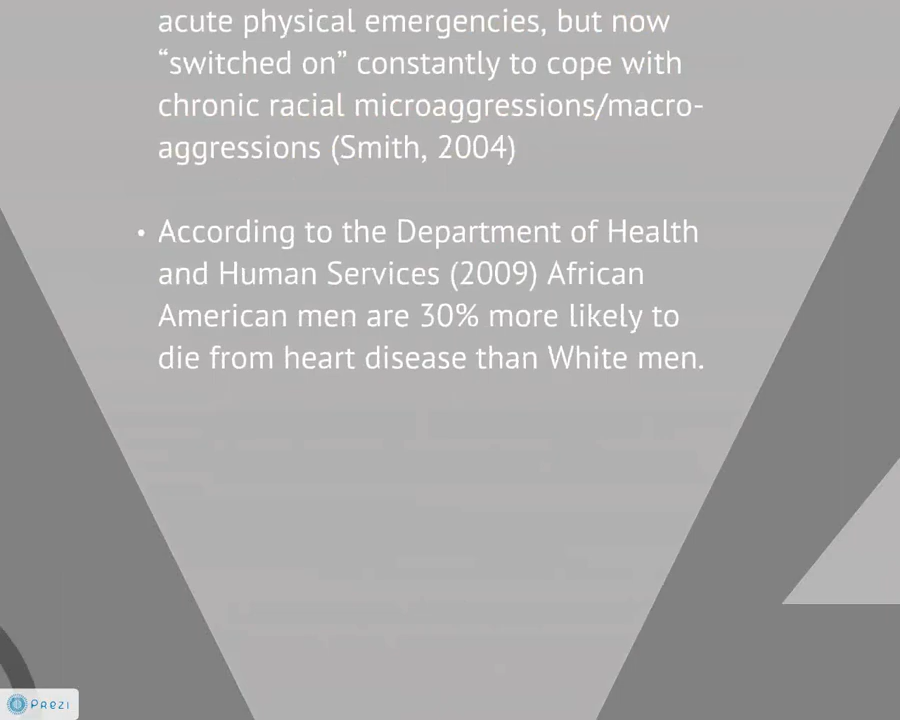 acute physical emergencies, but now
“switched on” constantly to cope with
chronic racial microaggressions/macro-
aggressions (Smith, 2004)
• According to the Department of Health
and Human Services (2009) African
American men are 30% more likely to
die from heart disease than White men.
Prezi